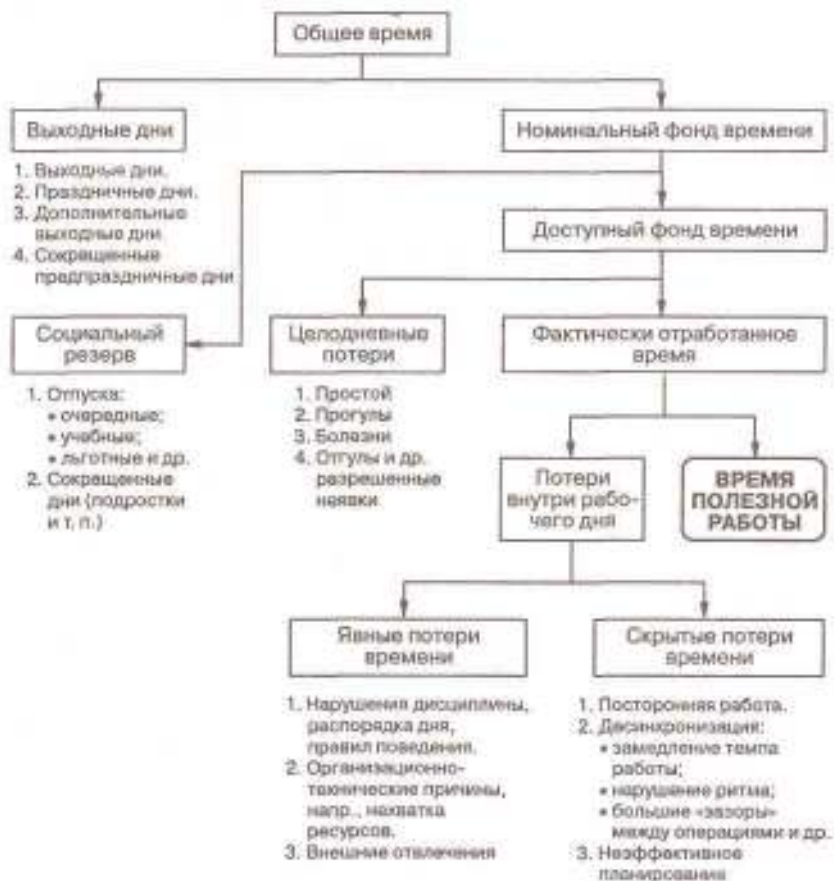 Общее время
Выходные дни
1. Выходные дни.
2. Праздничные дни.
3. Дополнительные
выходные дни
4. Сокращенные
предпраздничные дни
Номинальный фонд времени
Доступный фонд времени
Социальный
резерв
1. Отпуска:
• очередные;
• учебные;
• льготные и др.
2. Сокращенные
дни (подростки
и т. п.)
Целодневные
потери
1. Простой
2. Прогулы
3. Болезни
4. Отгулы и др.
разрешенные
неявки
Фактически отработанное
время
Потери
внутри рабо-
чего дня
ВРЕМЯ
ПОЛЕЗНОЙ
РАБОТЫ
Явные потери
времени
1. Нарушения дисциплины,
распорядка дня,
правил поведения.
2. Организационно-
технические причины,
напр., нехватка
ресурсов.
3. Внешние отвлечения
Скрытые потери
времени
1. Посторонняя работа.
2. Десинхронизация:
• замедление темпа
работы;
• нарушение ритма;
• большие «зазоры»
между операциями и др.
3. Неэффективное
планирование